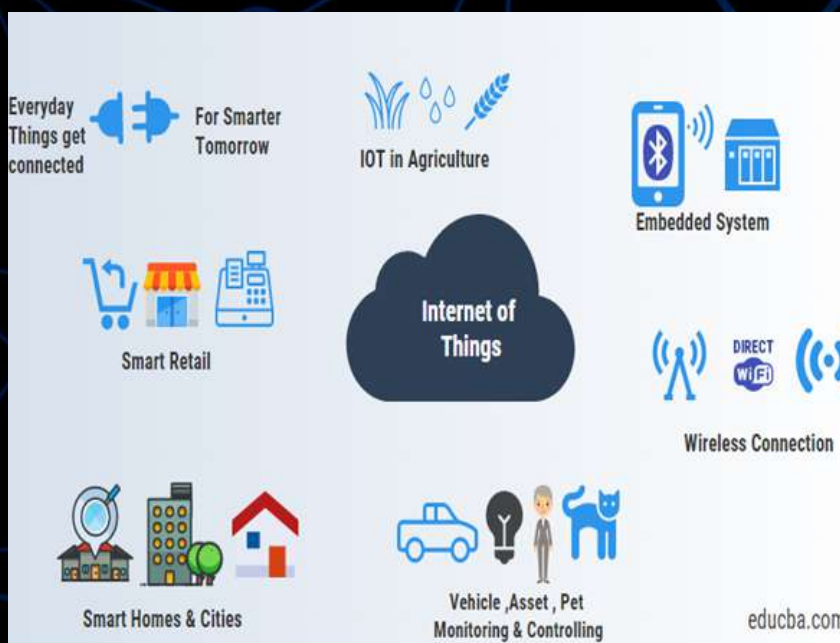 Everyday
Things get
connected
For Smarter
Tomorrow
IOT in Agriculture
Embedded System
Smart Retail
Internet of
Things
DIRECT
WiFi
Wireless Connection
Smart Homes & Cities
Vehicle ,Asset , Pet
Monitoring & Controlling
educba.com